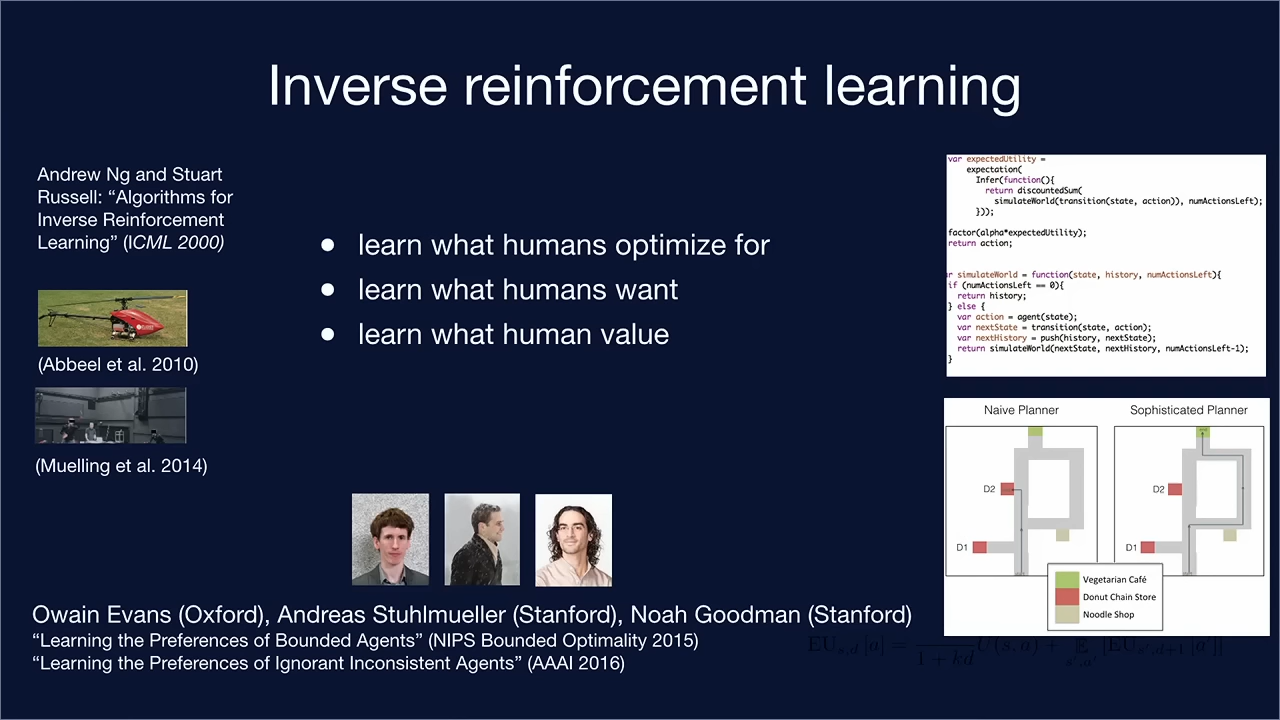 Inverse reinforcement learning
Andrew Ng and Stuart
Russell: “Algorithms for
Inverse Reinforcement
Learning” (ICML 2000)
(Abbeel et al. 2010)
(Muelling et al. 2014)
● learn what humans optimize for
● learn what humans want
● learn what human value
var expectedUtility =
expectation(
Infer(function(){
return discountedSum(
simulateWorld(transition(state, action)), numActionsLeft);
}));
factor(alpha*expectedUtility);
return action;
r simulateWorld = function(state, history, numActionsLeft){
if (numActionsLeft == 0){
return history;
} else {
var action = agent(state);
var nextState = transition(state, action);
var nextHistory = push(history, nextState);
return simulateWorld(nextState, nextHistory, numActionsLeft-1);
}
Naive Planner
Sophisticated Planner
D2
D1
D2
D1
Vegetarian Café
Donut Chain Store
Noodle Shop
Owain Evans (Oxford), Andreas Stuhlmueller (Stanford), Noah Goodman (Stanford)
“Learning the Preferences of Bounded Agents” (NIPS Bounded Optimality 2015)
“Learning the Preferences of Ignorant Inconsistent Agents” (AAAI 2016)